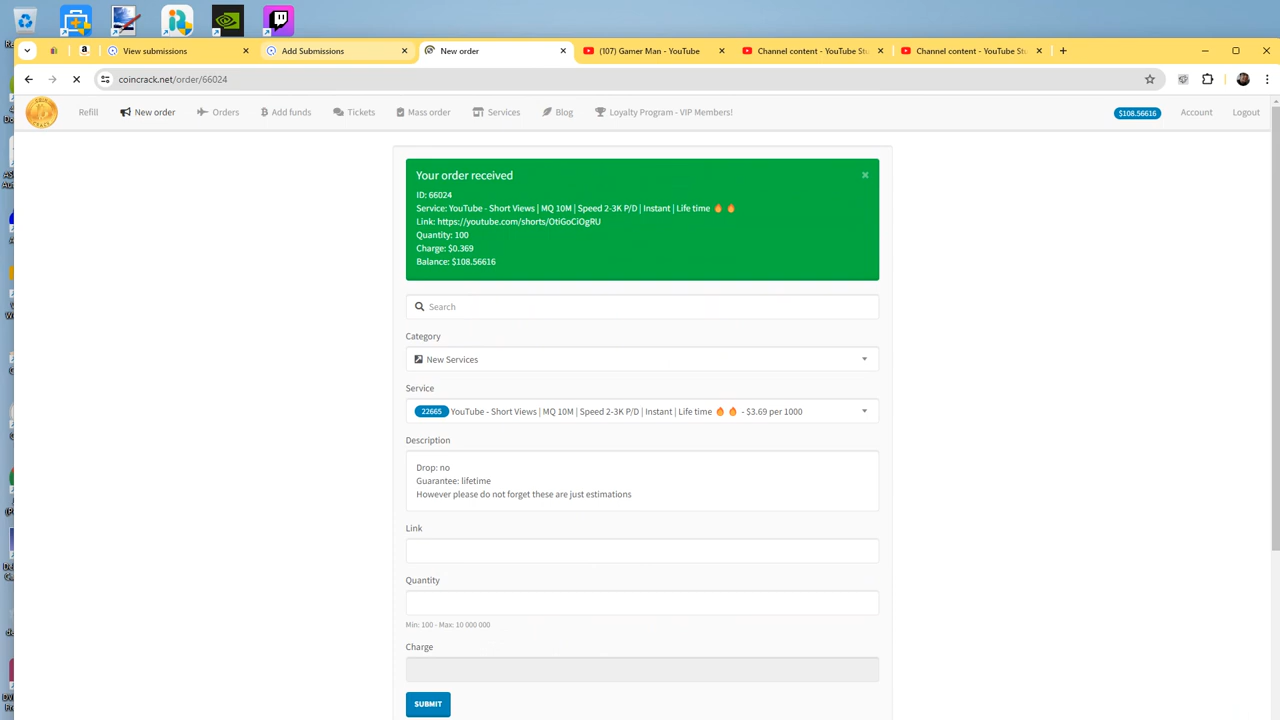 View submissions
Add Submissions
New order
(107) Gamer Man - YouTube
Channel content - YouTube Stu
Channel content - YouTube Stu
coincrack.net/order/66024
Refill
New order
Orders
Add funds
Tickets
Mass order
Services
Blog
Loyalty Program - VIP Members!
$108.56616
Account
Logout
Your order received
ID: 66024
Service: YouTube - Short Views | MQ 10M | Speed 2-3K P/D | Instant | Life time 🔥 🔥
Link: https://youtube.com/shorts/OtiGoCiOgRU
Quantity: 100
Charge: $0.369
Balance: $108.56616
Search
Category
New Services
Service
22665 YouTube - Short Views | MQ 10M | Speed 2-3K P/D | Instant | Life time 🔥 🔥 - $3.69 per 1000
Description
Drop: no
Guarantee: lifetime
However please do not forget these are just estimations
Link
Quantity
Min: 100 - Max: 10 000 000
Charge
SUBMIT